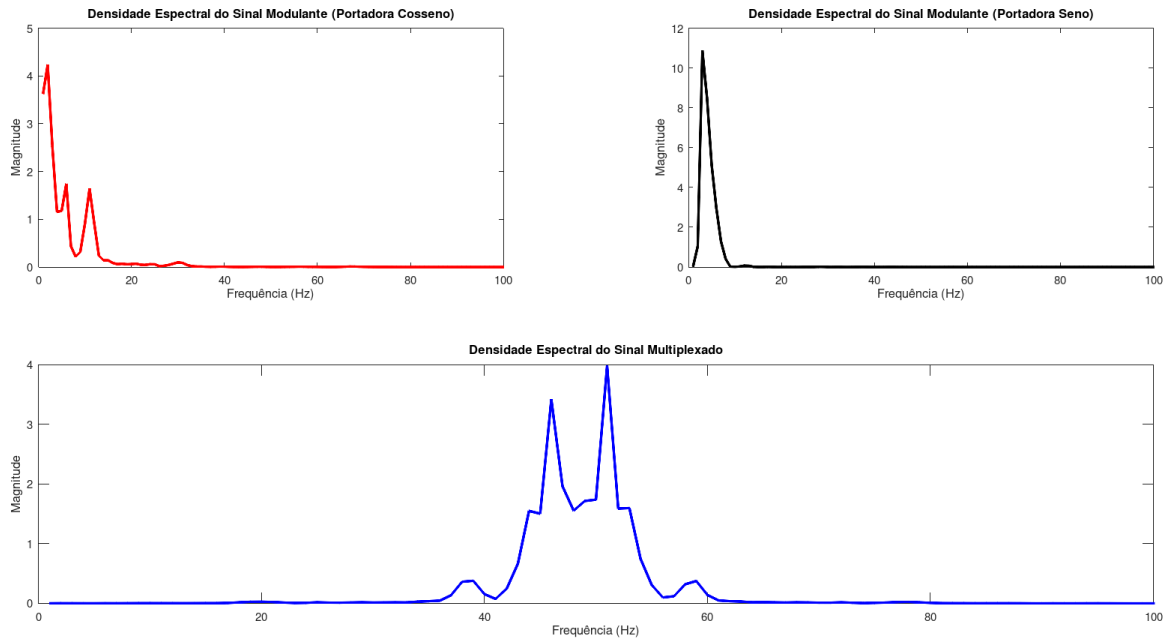 Densidade Espectral do Sinal Modulante (Portadora Cosseno)
5
4
3
2
1
0
Magnitude
0 20 40 60 80 100
Frequência (Hz)
Densidade Espectral do Sinal Modulante (Portadora Seno)
12
10
8
6
4
2
0
Magnitude
0 20 40 60 80 100
Frequência (Hz)
Densidade Espectral do Sinal Multiplexado
4
3
2
1
0
Magnitude
0 20 40 60 80 100
Frequência (Hz)